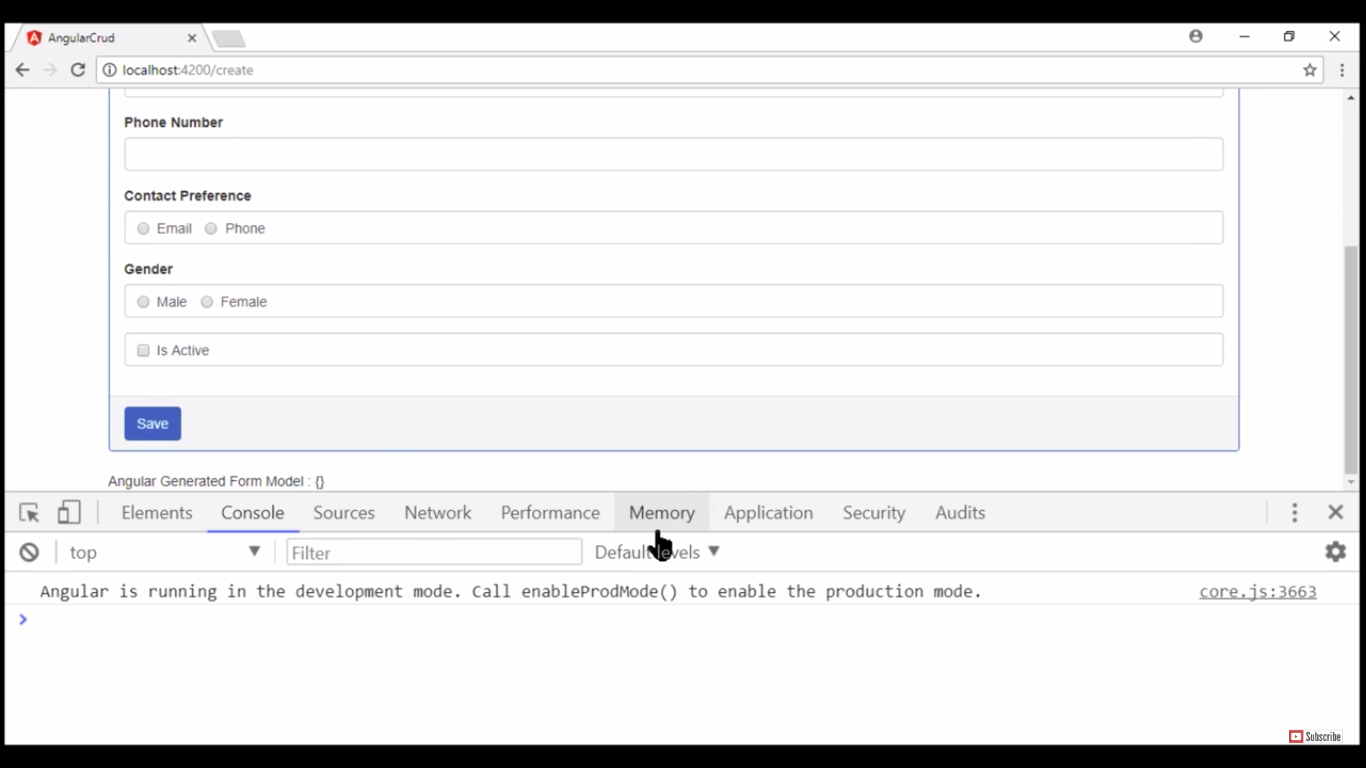 AngularCrud
localhost:4200/create
Phone Number
Contact Preference
Email Phone
Gender
Male Female
Is Active
Save
Angular Generated Form Model : {}
Elements Console Sources Network Performance Memory Application Security Audits
top Filter Default levels
Angular is running in the development mode. Call enableProdMode() to enable the production mode. core.js:3663
Subscribe